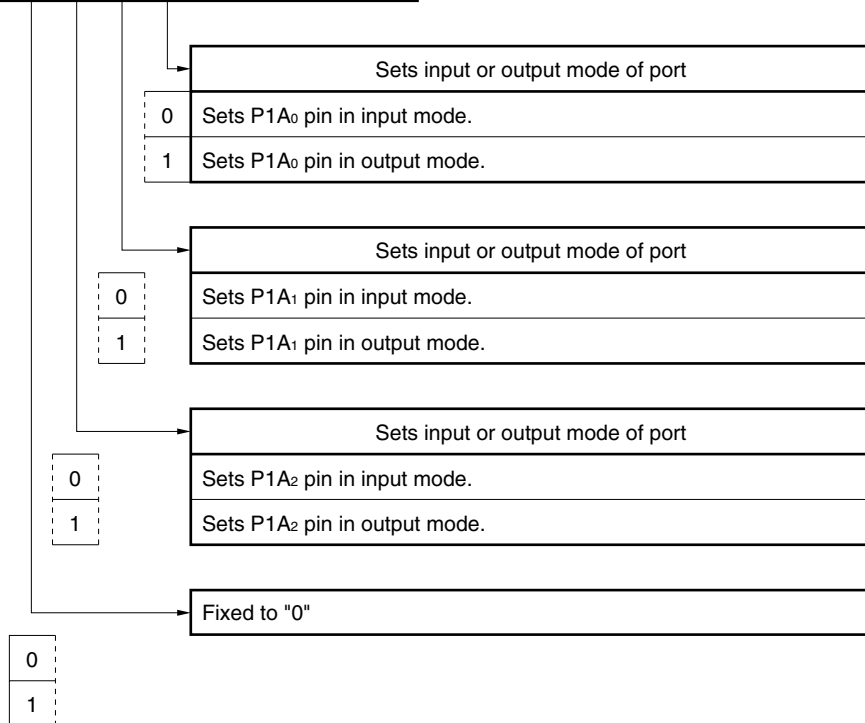 Sets input or output mode of port
0 Sets P1A₀ pin in input mode.
1 Sets P1A₀ pin in output mode.
Sets input or output mode of port
0 Sets P1A₁ pin in input mode.
1 Sets P1A₁ pin in output mode.
Sets input or output mode of port
0 Sets P1A₂ pin in input mode.
1 Sets P1A₂ pin in output mode.
Fixed to "0"
0
1